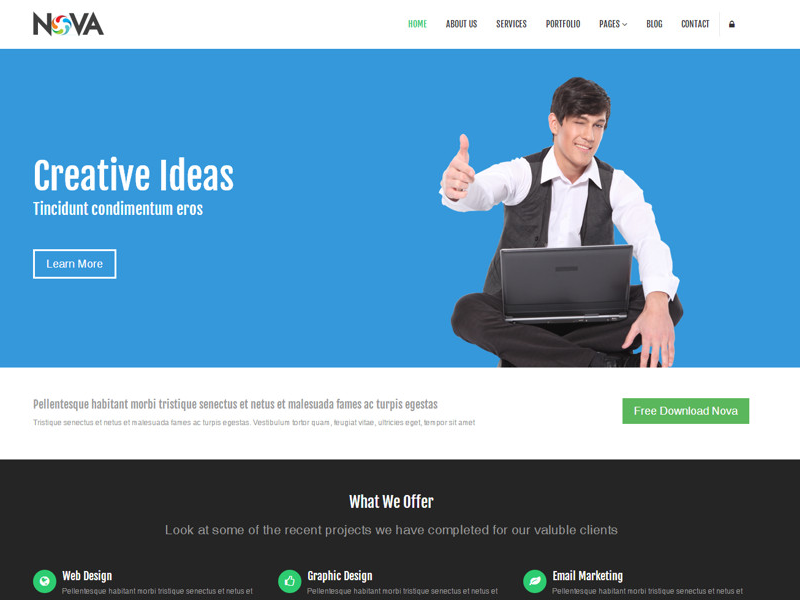 NOVA
HOME ABOUT US SERVICES PORTFOLIO PAGES BLOG CONTACT
Creative Ideas
Tincidunt condimentum eros
Learn More
Pellentesque habitant morbi tristique senectus et netus et malesuada fames ac turpis egestas
Tristique senectus et netus et malesuada fames ac turpis egestas. Vestibulum tortor quam, feugiat vitae, ultricies eget, tempor sit amet
Free Download Nova
What We Offer
Look at some of the recent projects we have completed for our valuble clients
Web Design Graphic Design Email Marketing
Pellentesque habitant morbi tristique senectus et netus et Pellentesque habitant morbi tristique senectus et netus et Pellentesque habitant morbi tristique senectus et netus et